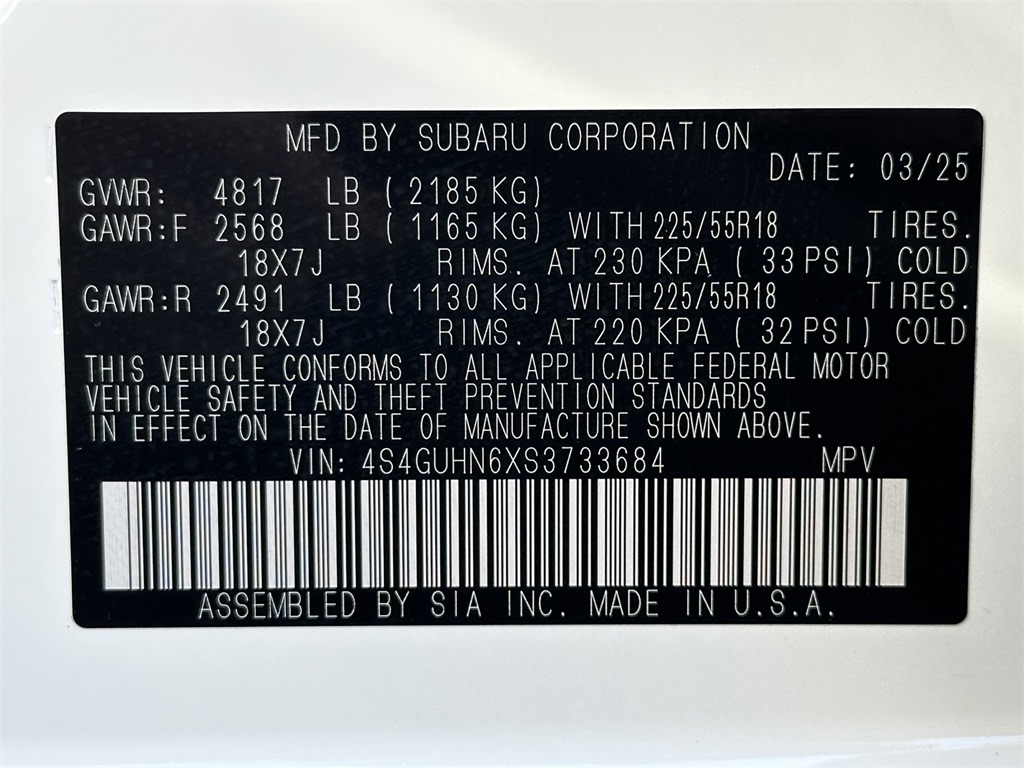 MFD BY SUBARU CORPORATION
DATE: 03/25
GVWR: 4817 LB ( 2185 KG)
GAWR:F 2568 LB ( 1165 KG) WITH 225/55R18 TIRES.
18X7J RIMS. AT 230 KPA ( 33 PSI) COLD
GAWR:R 2491 LB ( 1130 KG) WITH 225/55R18 TIRES.
18X7J RIMS. AT 220 KPA ( 32 PSI) COLD
THIS VEHICLE CONFORMS TO ALL APPLICABLE FEDERAL MOTOR
VEHICLE SAFETY AND THEFT PREVENTION STANDARDS
IN EFFECT ON THE DATE OF MANUFACTURE SHOWN ABOVE.
VIN: 4S4GUHN6XS3733684 MPV
ASSEMBLED BY SIA INC. MADE IN U.S.A.